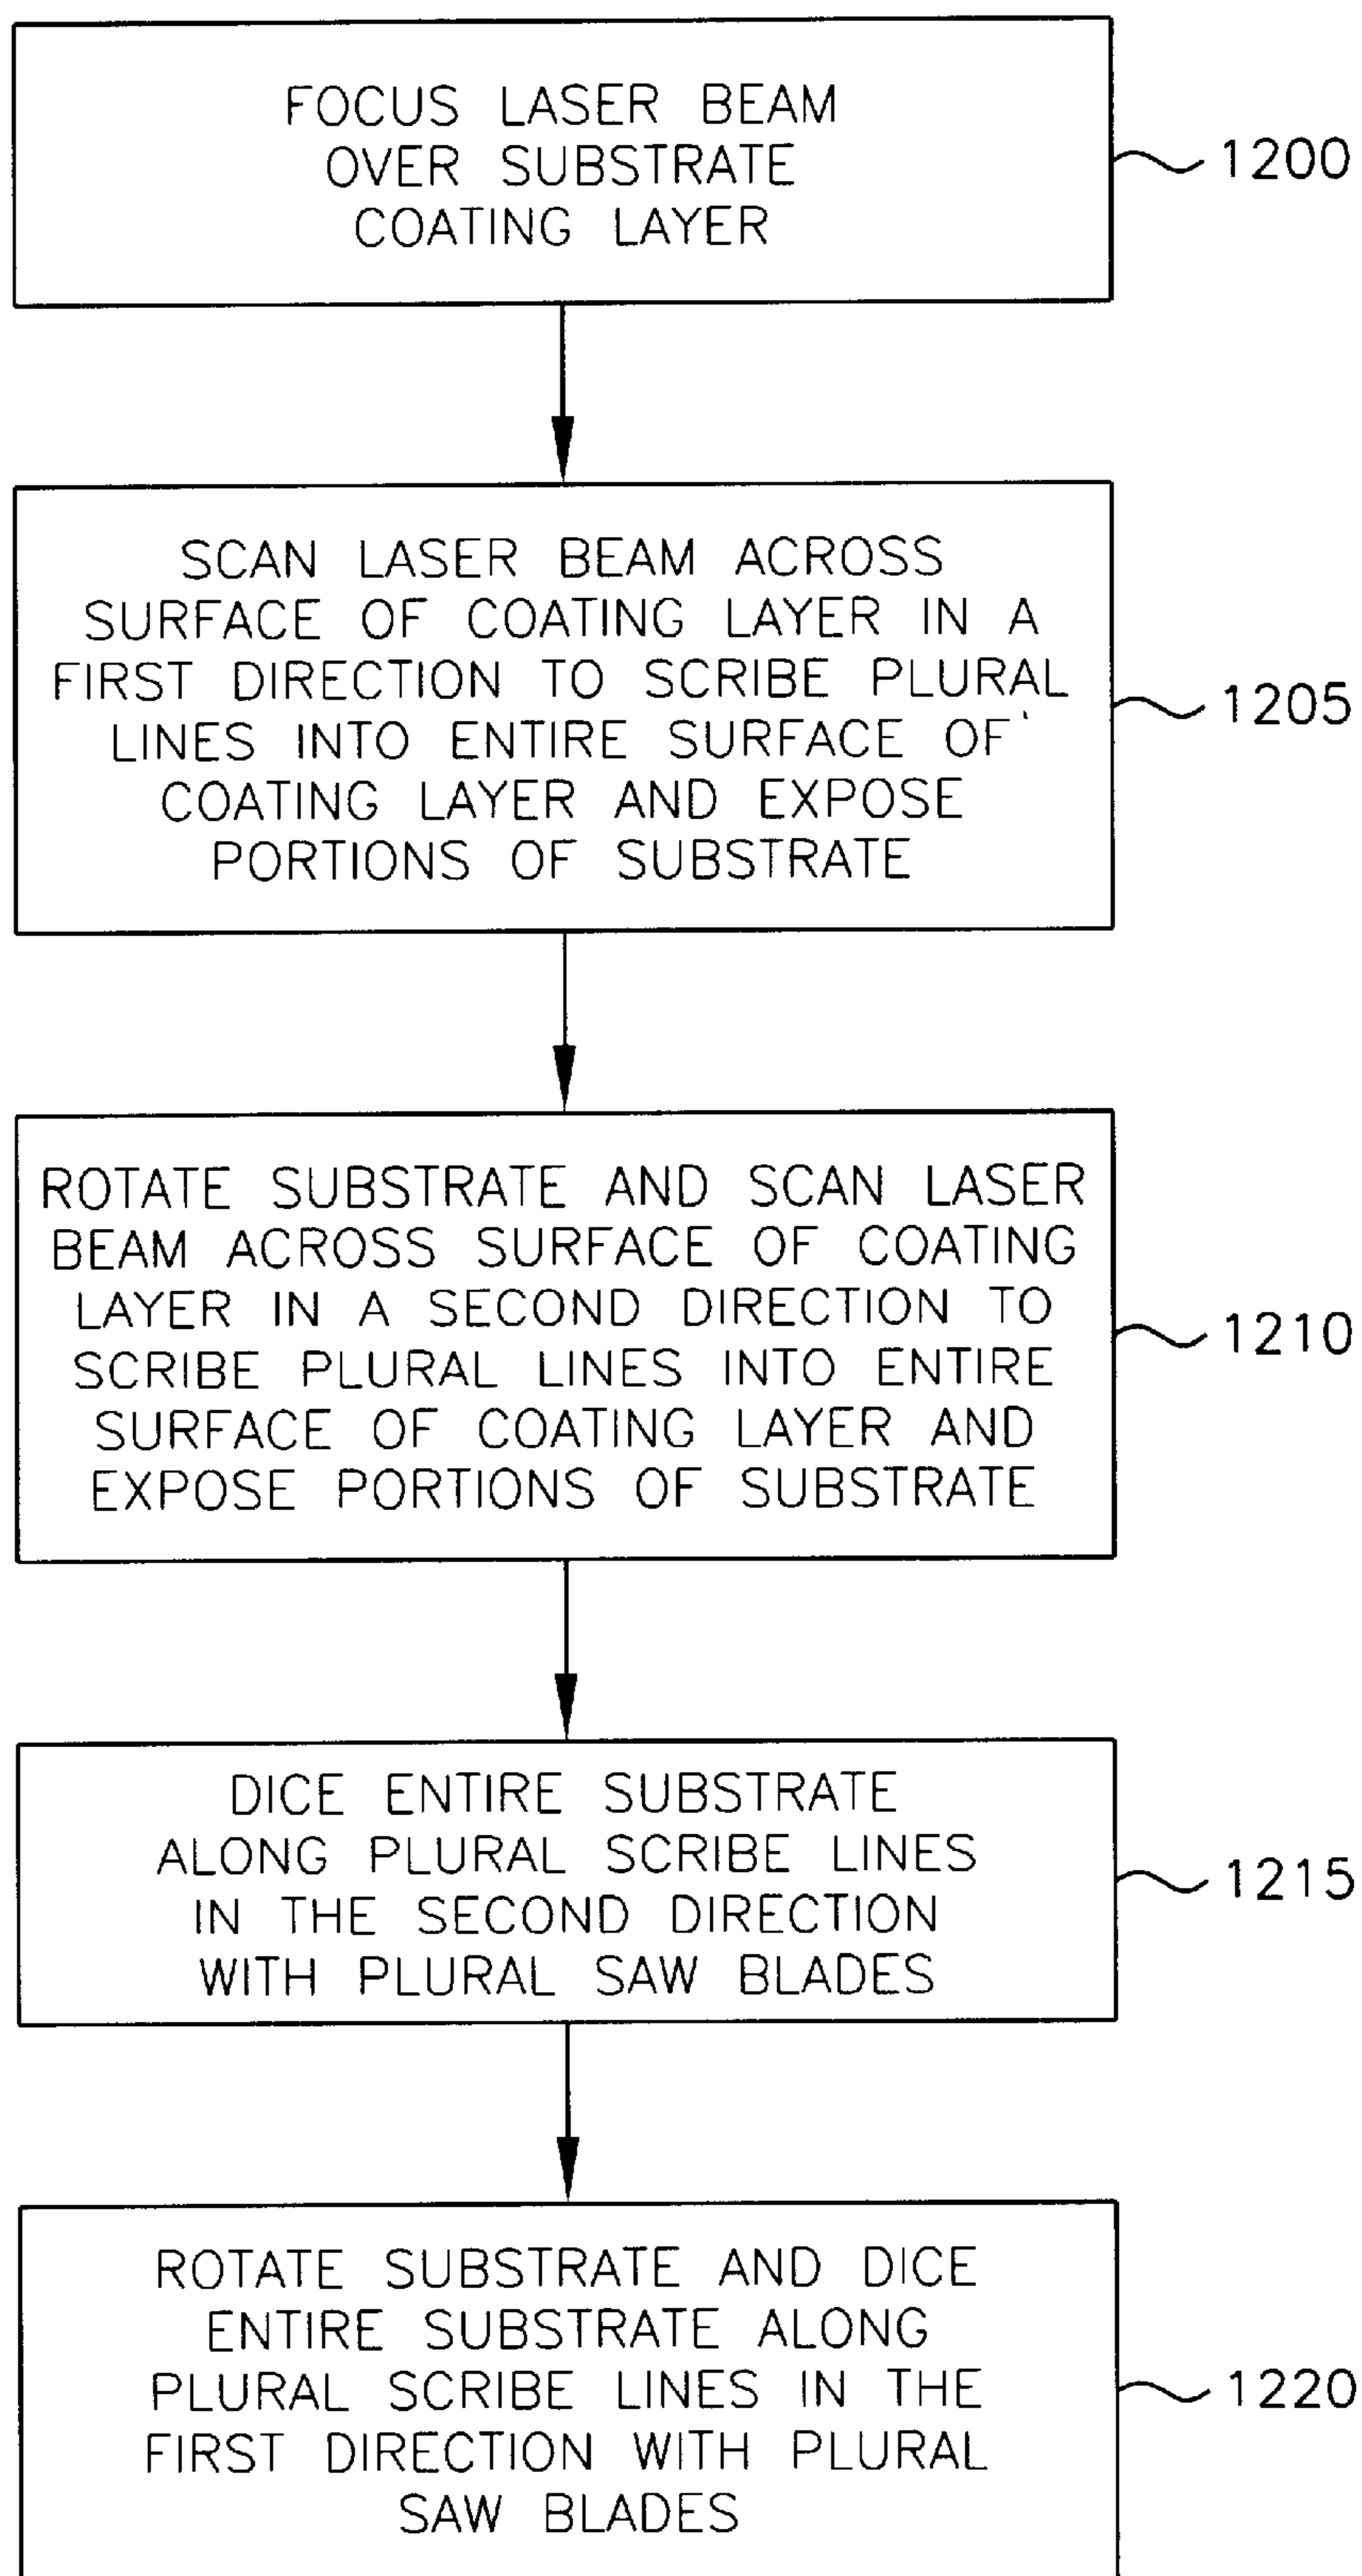 FOCUS LASER BEAM
OVER SUBSTRATE
COATING LAYER
1200
SCAN LASER BEAM ACROSS
SURFACE OF COATING LAYER IN A
FIRST DIRECTION TO SCRIBE PLURAL
LINES INTO ENTIRE SURFACE OF
COATING LAYER AND EXPOSE
PORTIONS OF SUBSTRATE
1205
ROTATE SUBSTRATE AND SCAN LASER
BEAM ACROSS SURFACE OF COATING
LAYER IN A SECOND DIRECTION TO
SCRIBE PLURAL LINES INTO ENTIRE
SURFACE OF COATING LAYER AND
EXPOSE PORTIONS OF SUBSTRATE
1210
DICE ENTIRE SUBSTRATE
ALONG PLURAL SCRIBE LINES
IN THE SECOND DIRECTION
WITH PLURAL SAW BLADES
1215
ROTATE SUBSTRATE AND DICE
ENTIRE SUBSTRATE ALONG
PLURAL SCRIBE LINES IN THE
FIRST DIRECTION WITH PLURAL
SAW BLADES
1220